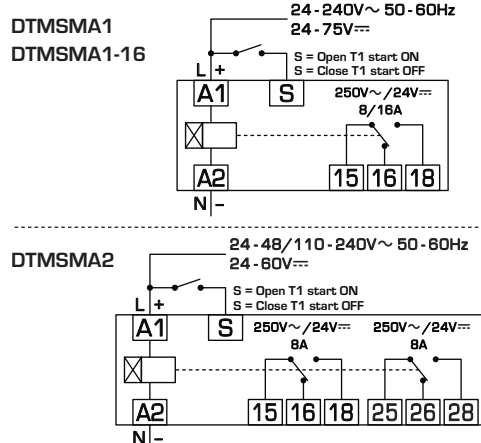 DTMSMA1
DTMSMA1-16
24-240V~ 50-60Hz
24-75V⎓
S = Open T1 start ON
S = Close T1 start OFF
L +
A1
S
250V~/24V⎓
8/16A
A2
15 16 18
N -
DTMSMA2
24-48/110-240V~ 50-60Hz
24-60V⎓
S = Open T1 start ON
S = Close T1 start OFF
L +
A1
S
250V~/24V⎓
8A
250V~/24V⎓
8A
A2
15 16 18 25 26 28
N -